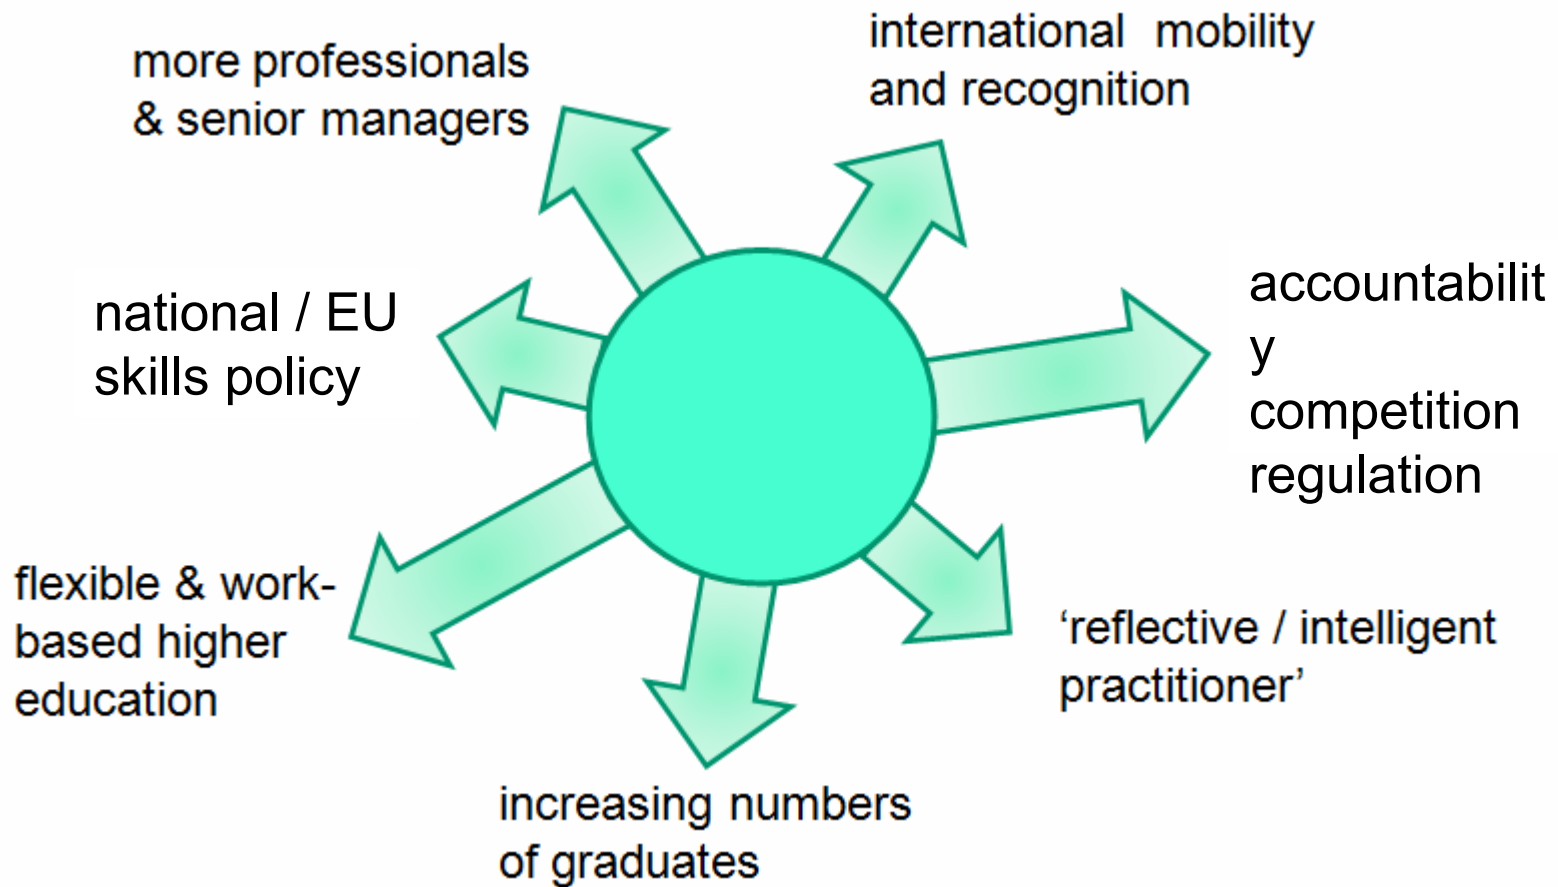 more professionals
& senior managers
international mobility
and recognition
national / EU
skills policy
accountabilit
y
competition
regulation
flexible & work-
based higher
education
‘reflective / intelligent
practitioner’
increasing numbers
of graduates